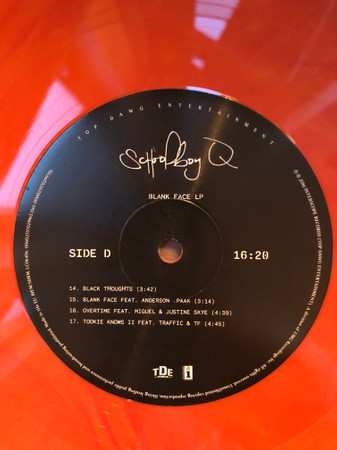 TOP DAWG ENTERTAINMENT
SchoolBoy Q
BLANK FACE LP
SIDE D
16:20
14. BLACK THOUGHTS (3:42)
15. BLANK FACE FEAT. ANDERSON .PAAK (3:14)
16. OVERTIME FEAT. MIGUEL & JUSTINE SKYE (4:39)
17. TOOKIE KNOWS II FEAT. TRAFFIC & TF (4:45)
TDE
i